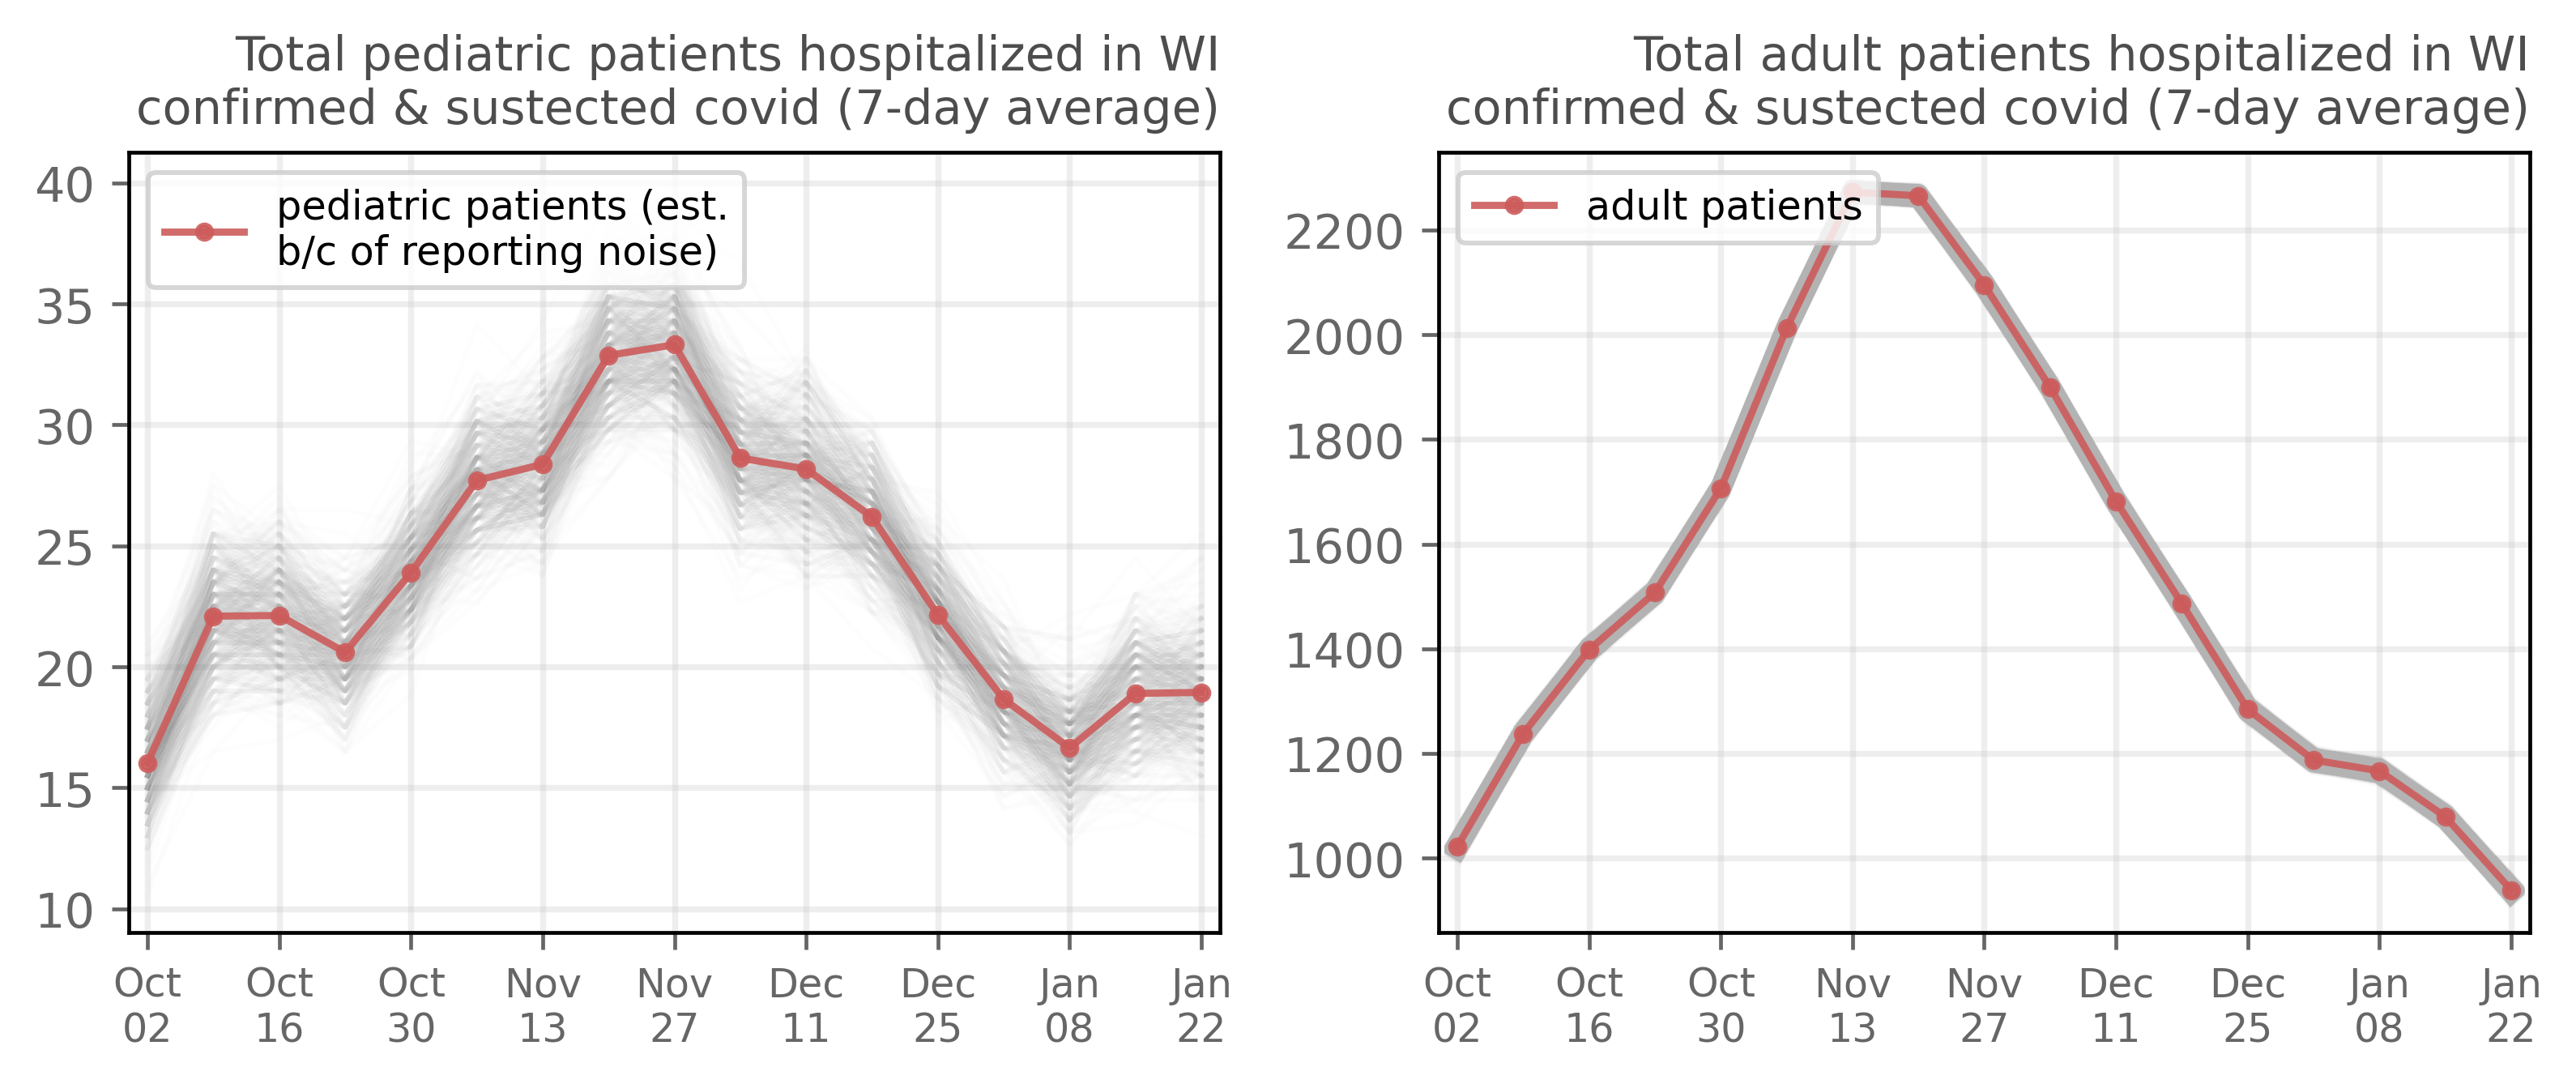 Total pediatric patients hospitalized in WI
confirmed & sustected covid (7-day average)
40
35
30
25
20
15
10
pediatric patients (est.
b/c of reporting noise)
Oct Oct Oct Nov Nov Dec Dec Jan Jan
02 16 30 13 27 11 25 08 22
Total adult patients hospitalized in WI
confirmed & sustected covid (7-day average)
2200
2000
1800
1600
1400
1200
1000
adult patients
Oct Oct Oct Nov Nov Dec Dec Jan Jan
02 16 30 13 27 11 25 08 22